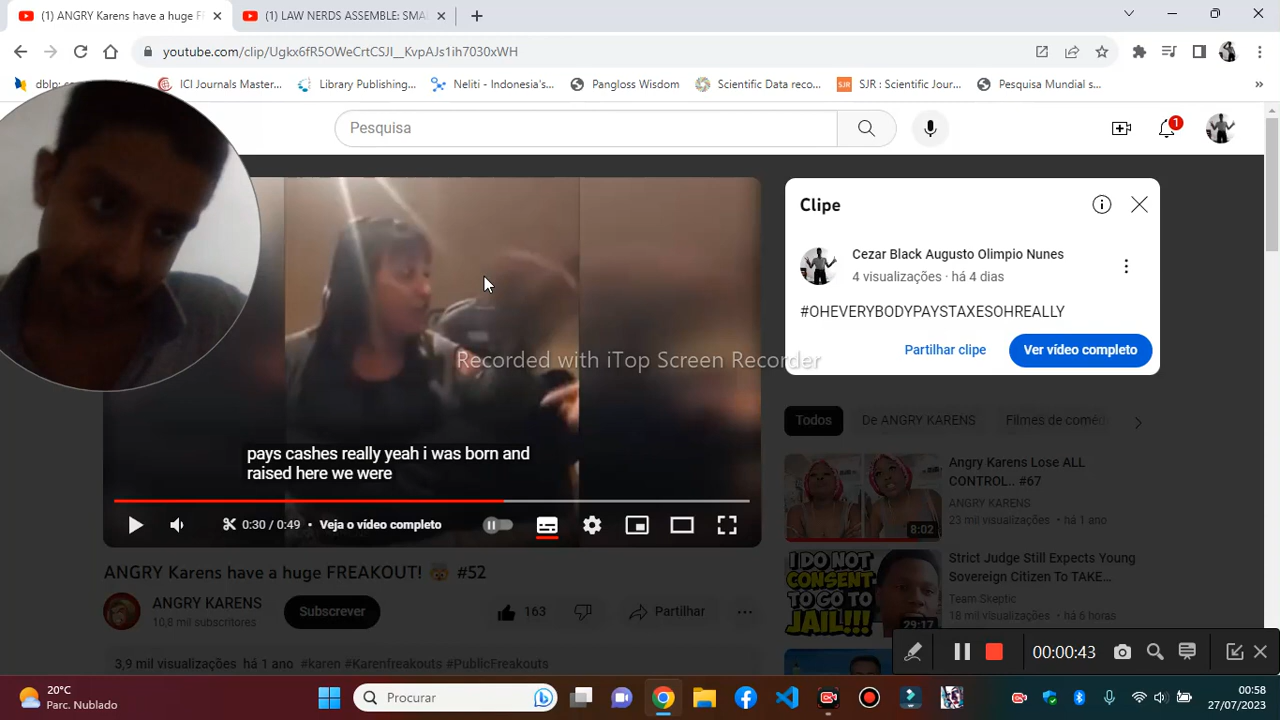 (1) ANGRY Karens have a huge F
(1) LAW NERDS ASSEMBLE: SMAL
youtube.com/clip/Ugkx6fR5OWeCrtCSJI__KvpAJs1ih7030xWH
dblp:
ICI Journals Master...
Library Publishing...
Neliti - Indonesia's...
Pangloss Wisdom
Scientific Data reco...
SJR : Scientific Jour...
Pesquisa Mundial s...
»
Pesquisa
1
Clipe
Cezar Black Augusto Olimpio Nunes
4 visualizações · há 4 dias
#OHEVERYBODYPAYSTAXESOHREALLY
Partilhar clipe
Ver vídeo completo
Recorded with iTop Screen Recorder
pays cashes really yeah i was born and
raised here we were
0:30 / 0:49 • Veja o vídeo completo
ANGRY Karens have a huge FREAKOUT! 🤯 #52
ANGRY KARENS
10,8 mil subscritores
Subscrever
163
Partilhar
3,9 mil visualizações há 1 ano #karen #Karenfreakouts #PublicFreakouts
Todos
De ANGRY KARENS
Filmes de comédi
Angry Karens Lose ALL
CONTROL.. #67
ANGRY KARENS
23 mil visualizações • há 1 ano
8:02
I DO NOT
CONSENT
TO GO TO
JAIL!!!
29:17
Strict Judge Still Expects Young
Sovereign Citizen To TAKE...
Team Skeptic
18 mil visualizações • há 6 horas
00:00:43
20°C
Parc. Nublado
Procurar
00:58
27/07/2023